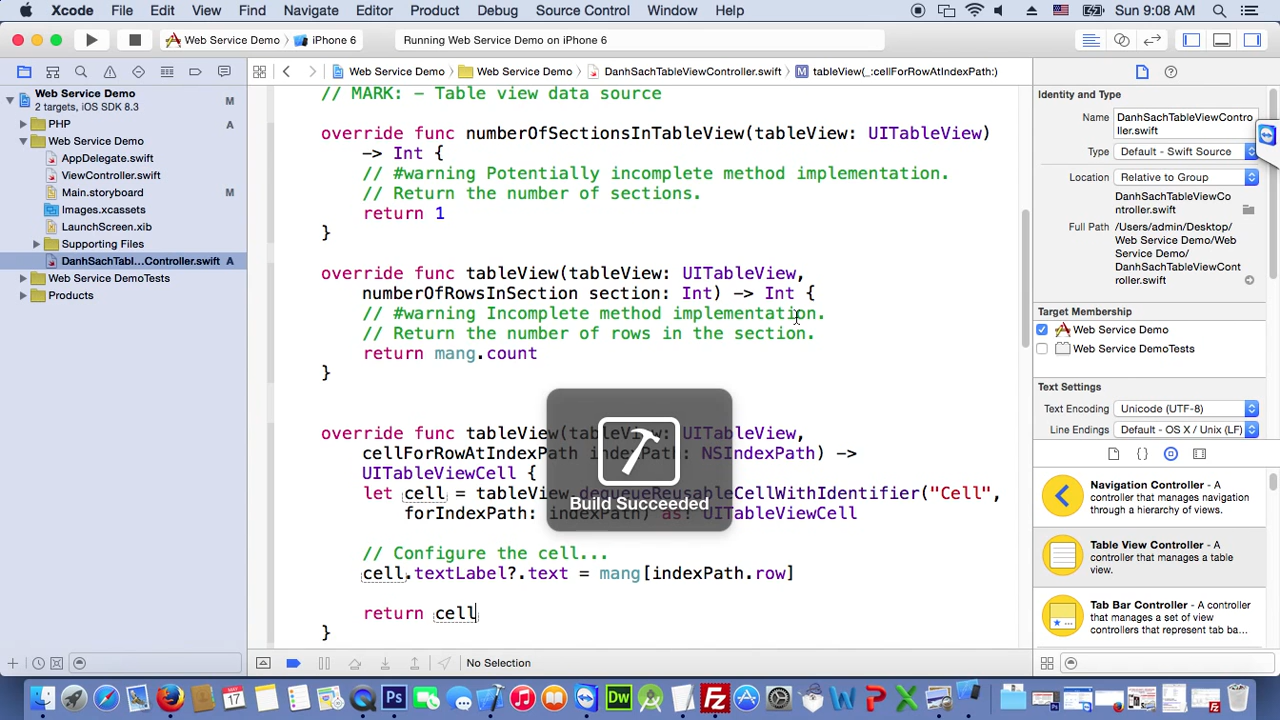 Xcode File Edit View Find Navigate Editor Product Debug Source Control Window Help Sun 9:08 AM
Web Service Demo iPhone 6 Running Web Service Demo on iPhone 6
Web Service Demo Web Service Demo DanhSachTableViewController.swift M tableView(_:cellForRowAtIndexPath:)
Web Service Demo M
2 targets, iOS SDK 8.3
PHP A
Web Service Demo
AppDelegate.swift
ViewController.swift
Main.storyboard M
Images.xcassets
LaunchScreen.xib
Supporting Files
DanhSachTabl...Controller.swift A
Web Service DemoTests
Products
// MARK: - Table view data source
override func numberOfSectionsInTableView(tableView: UITableView)
-> Int {
// #warning Potentially incomplete method implementation.
// Return the number of sections.
return 1
}
override func tableView(tableView: UITableView,
numberOfRowsInSection section: Int) -> Int {
// #warning Incomplete method implementation.
// Return the number of rows in the section.
return mang.count
}
override func tableView(tableView: UITableView,
cellForRowAtIndexPath indexPath: NSIndexPath) ->
UITableViewCell {
let cell = tableView.dequeueReusableCellWithIdentifier("Cell",
forIndexPath: indexPath) as! UITableViewCell
// Configure the cell...
cell.textLabel?.text = mang[indexPath.row]
return cell
}
Build Succeeded
No Selection
Identity and Type
Name DanhSachTableViewContro
ller.swift
Type Default - Swift Source
Location Relative to Group
DanhSachTableViewCo
ntroller.swift
Full Path /Users/admin/Desktop/
Web Service Demo/Web
Service Demo/
DanhSachTableViewCont
roller.swift
Target Membership
Web Service Demo
Web Service DemoTests
Text Settings
Text Encoding Unicode (UTF-8)
Line Endings Default - OS X / Unix (LF)
{ }
Navigation Controller - A
controller that manages navigation
through a hierarchy of views.
Table View Controller - A
controller that manages a table
view.
Tab Bar Controller - A controller
that manages a set of view
controllers that represent tab ba...
MAY
17
Ps
Dw
Fz
W
P
X